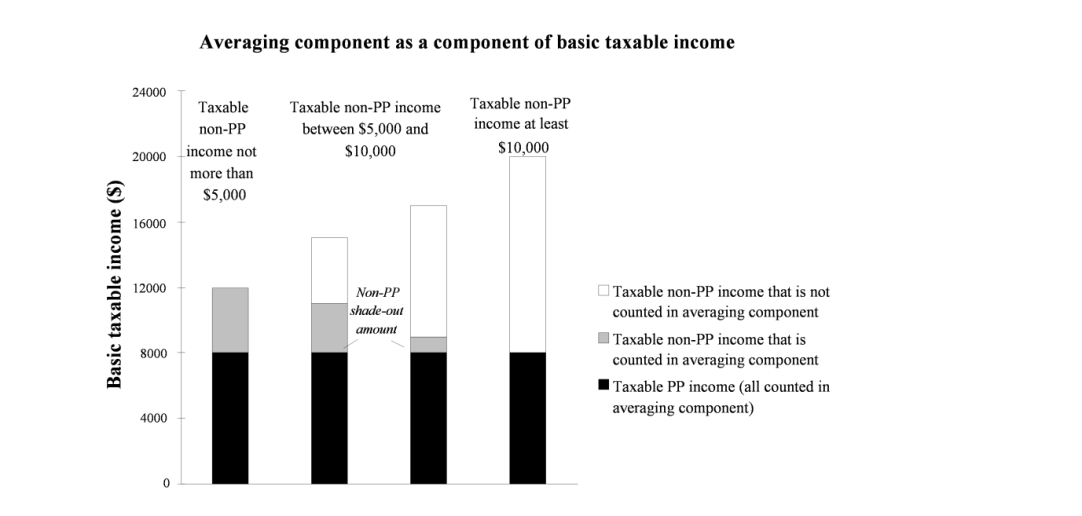 Averaging component as a component of basic taxable income
Basic taxable income ($)
24000
20000
16000
12000
8000
4000
0
Taxable
non-PP
income not
more than
$5,000
Taxable non-PP income
between $5,000 and
$10,000
Taxable non-PP
income at least
$10,000
Non-PP
shade-out
amount
Taxable non-PP income that is not
counted in averaging component
Taxable non-PP income that is
counted in averaging component
Taxable PP income (all counted in
averaging component)